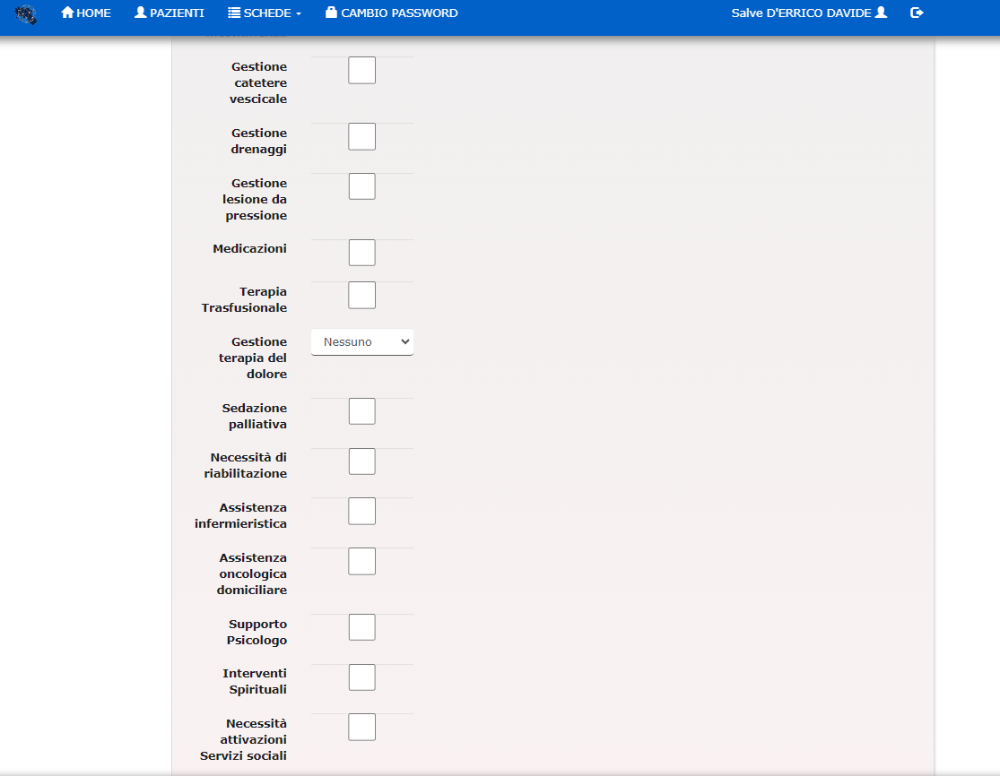 HOME PAZIENTI SCHEDE CAMBIO PASSWORD Salve D'ERRICO DAVIDE
Gestione
catetere
vescicale
Gestione
drenaggi
Gestione
lesione da
pressione
Medicazioni
Terapia
Trasfusionale
Gestione
terapia del
dolore
Nessuno
Sedazione
palliativa
Necessità di
riabilitazione
Assistenza
infermieristica
Assistenza
oncologica
domiciliare
Supporto
Psicologo
Interventi
Spirituali
Necessità
attivazioni
Servizi sociali